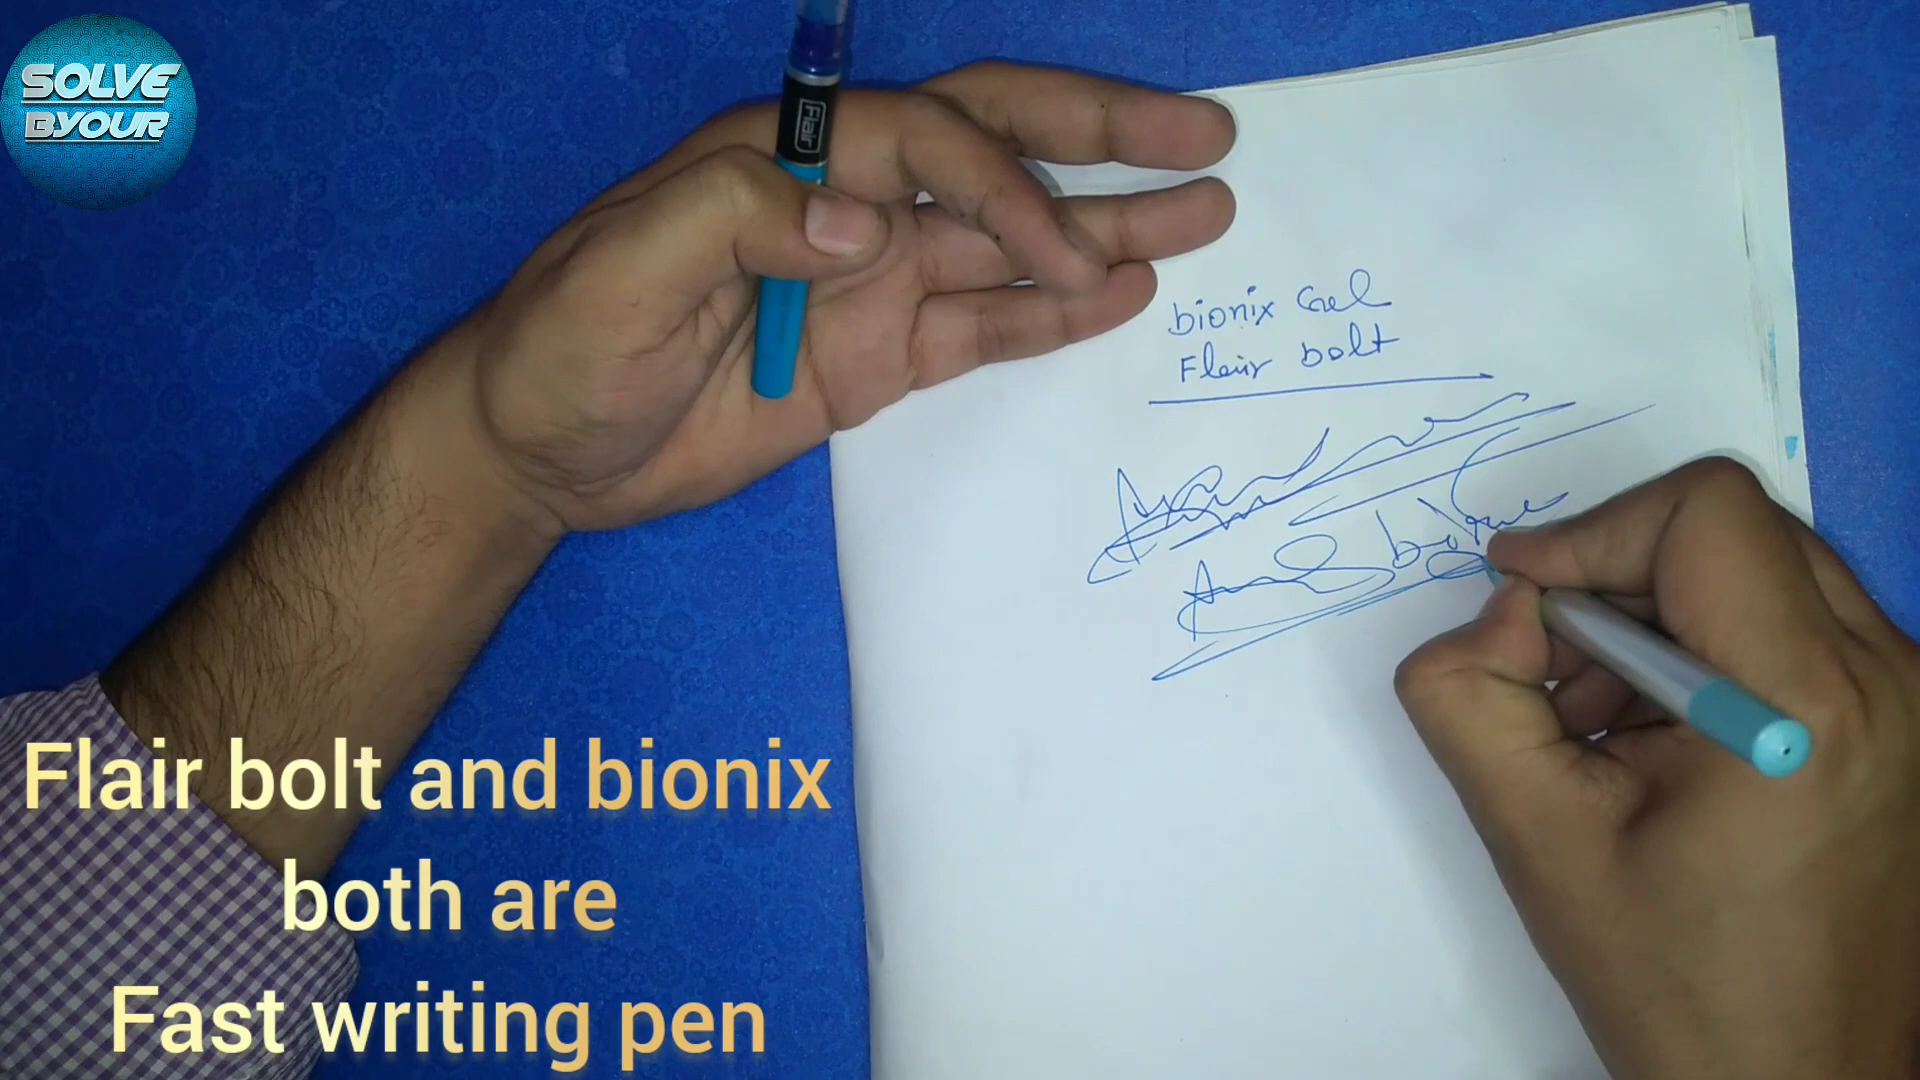 SOLVE
BYOUR
Flair
bionix Gel
Flair bolt
Flair bolt and bionix
both are
Fast writing pen